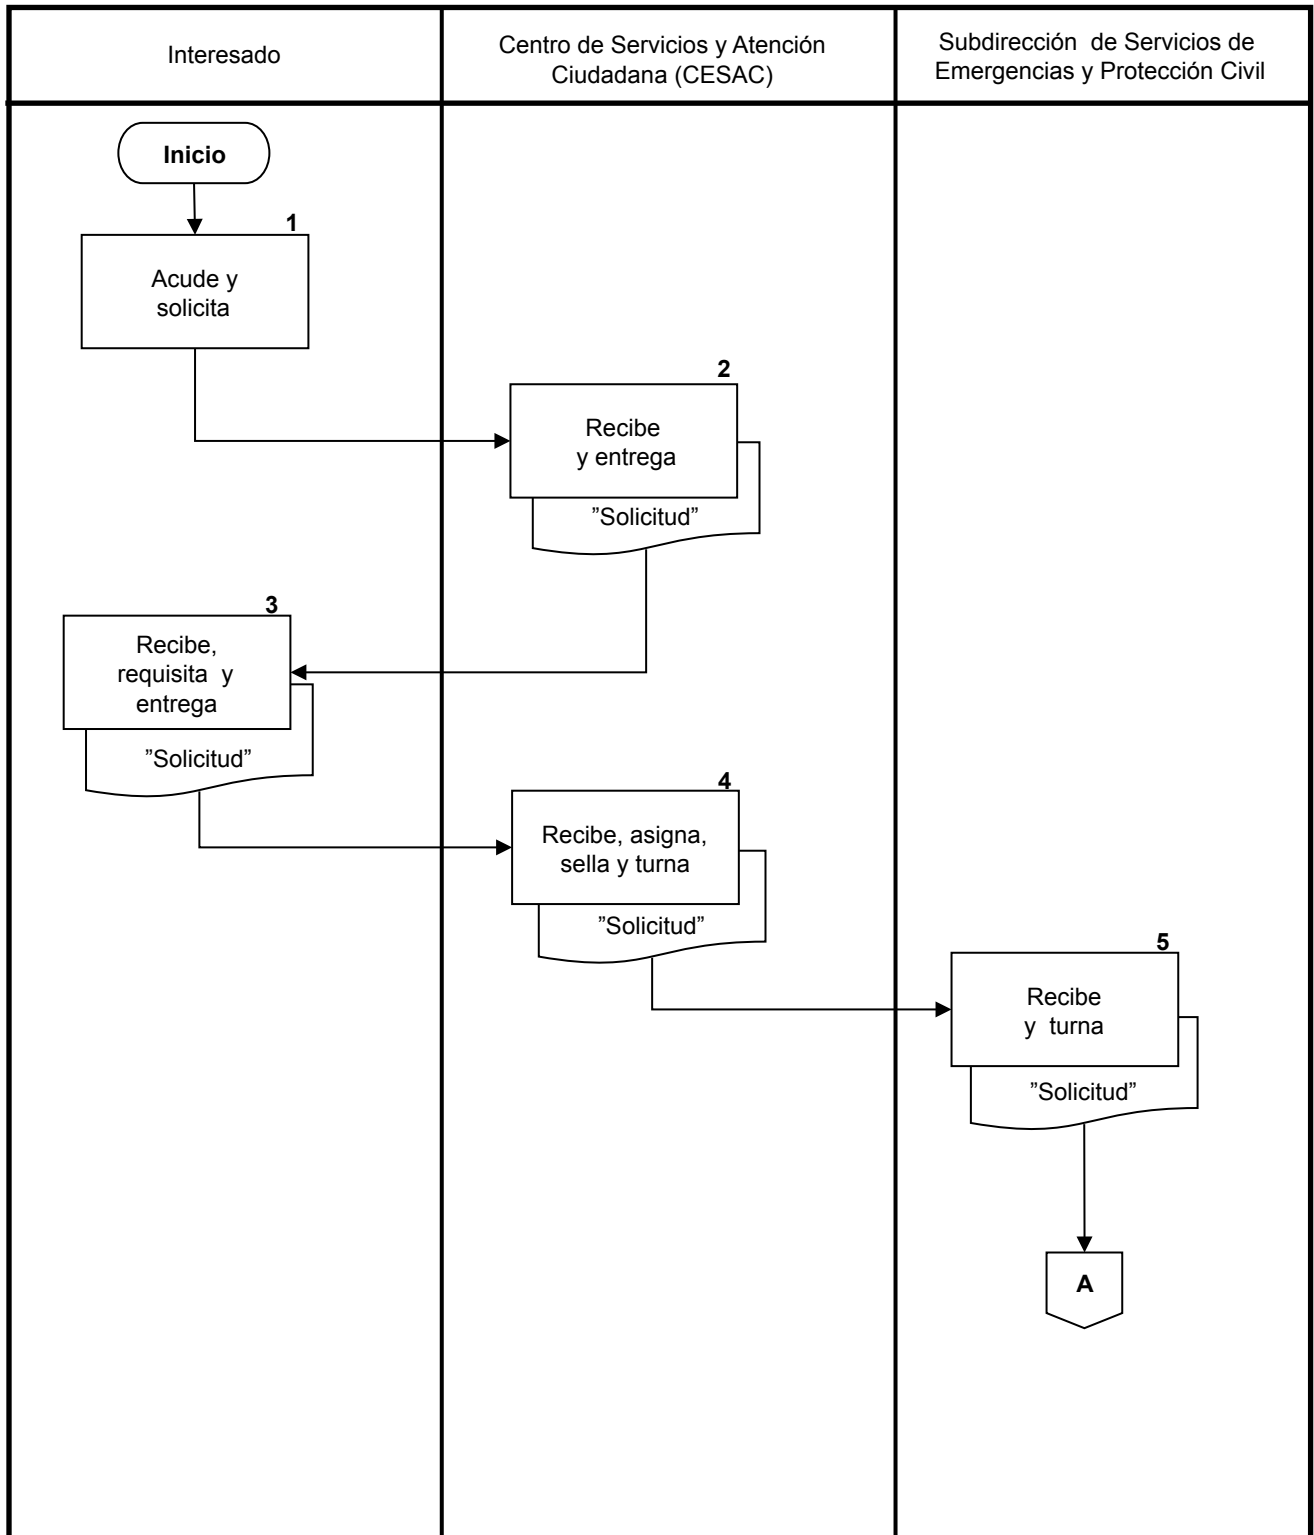 Interesado
Centro de Servicios y Atención
Ciudadana (CESAC)
Subdirección de Servicios de
Emergencias y Protección Civil
Inicio
1
Acude y
solicita
2
Recibe
y entrega
”Solicitud”
3
Recibe,
requisita y
entrega
”Solicitud”
4
Recibe, asigna,
sella y turna
”Solicitud”
5
Recibe
y turna
”Solicitud”
A